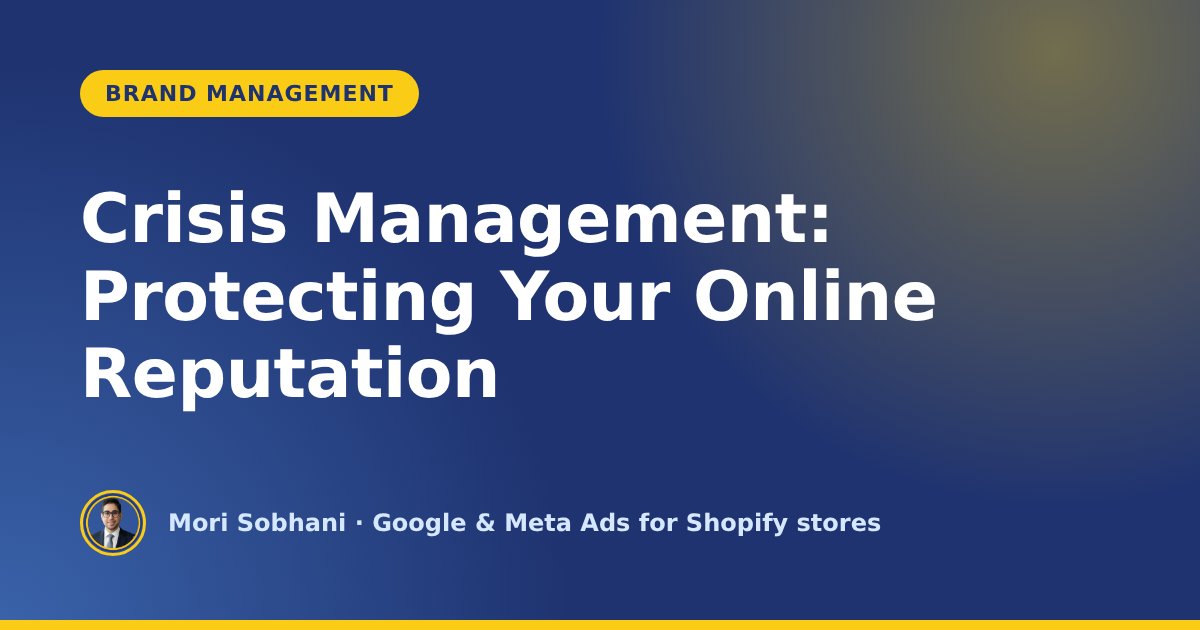 BRAND MANAGEMENT
Crisis Management:
Protecting Your Online
Reputation
Mori Sobhani · Google & Meta Ads for Shopify stores